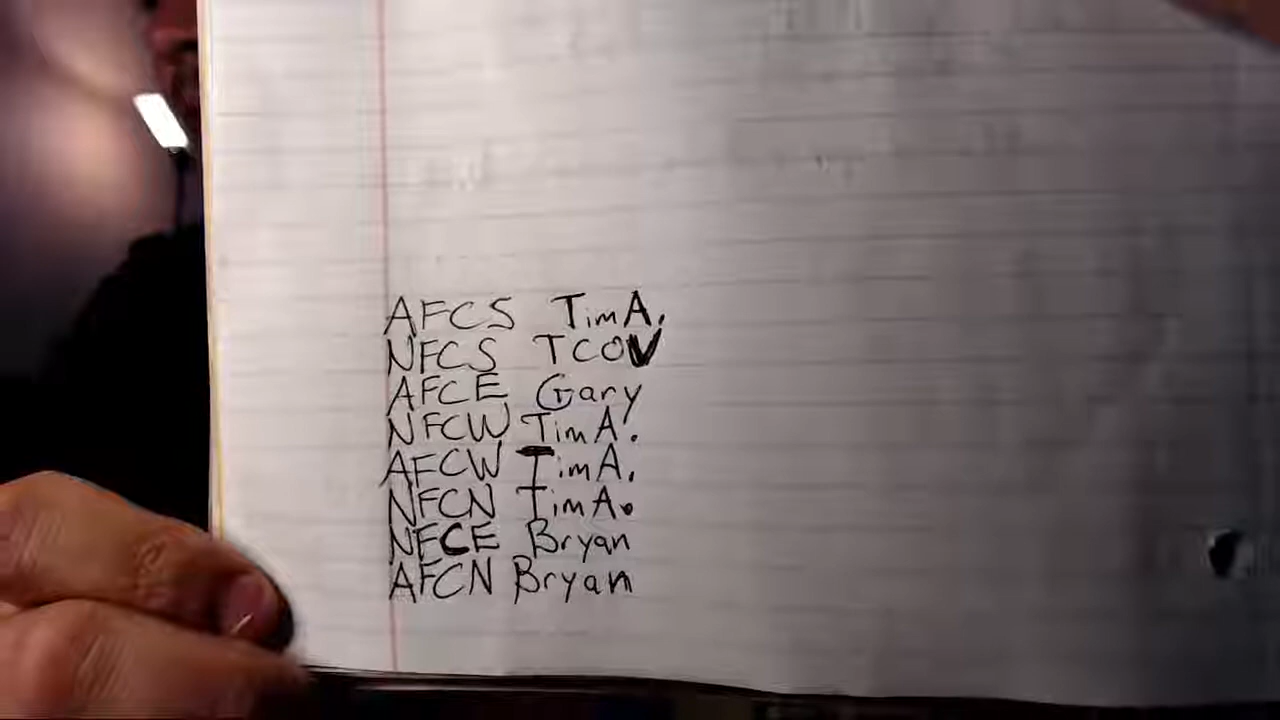 AFCS TimA.
NFCS TCOV
AFCE Gary
NFCW TimA.
AFCW TimA.
NFCN TimA.
NFCE Bryan
AFCN Bryan